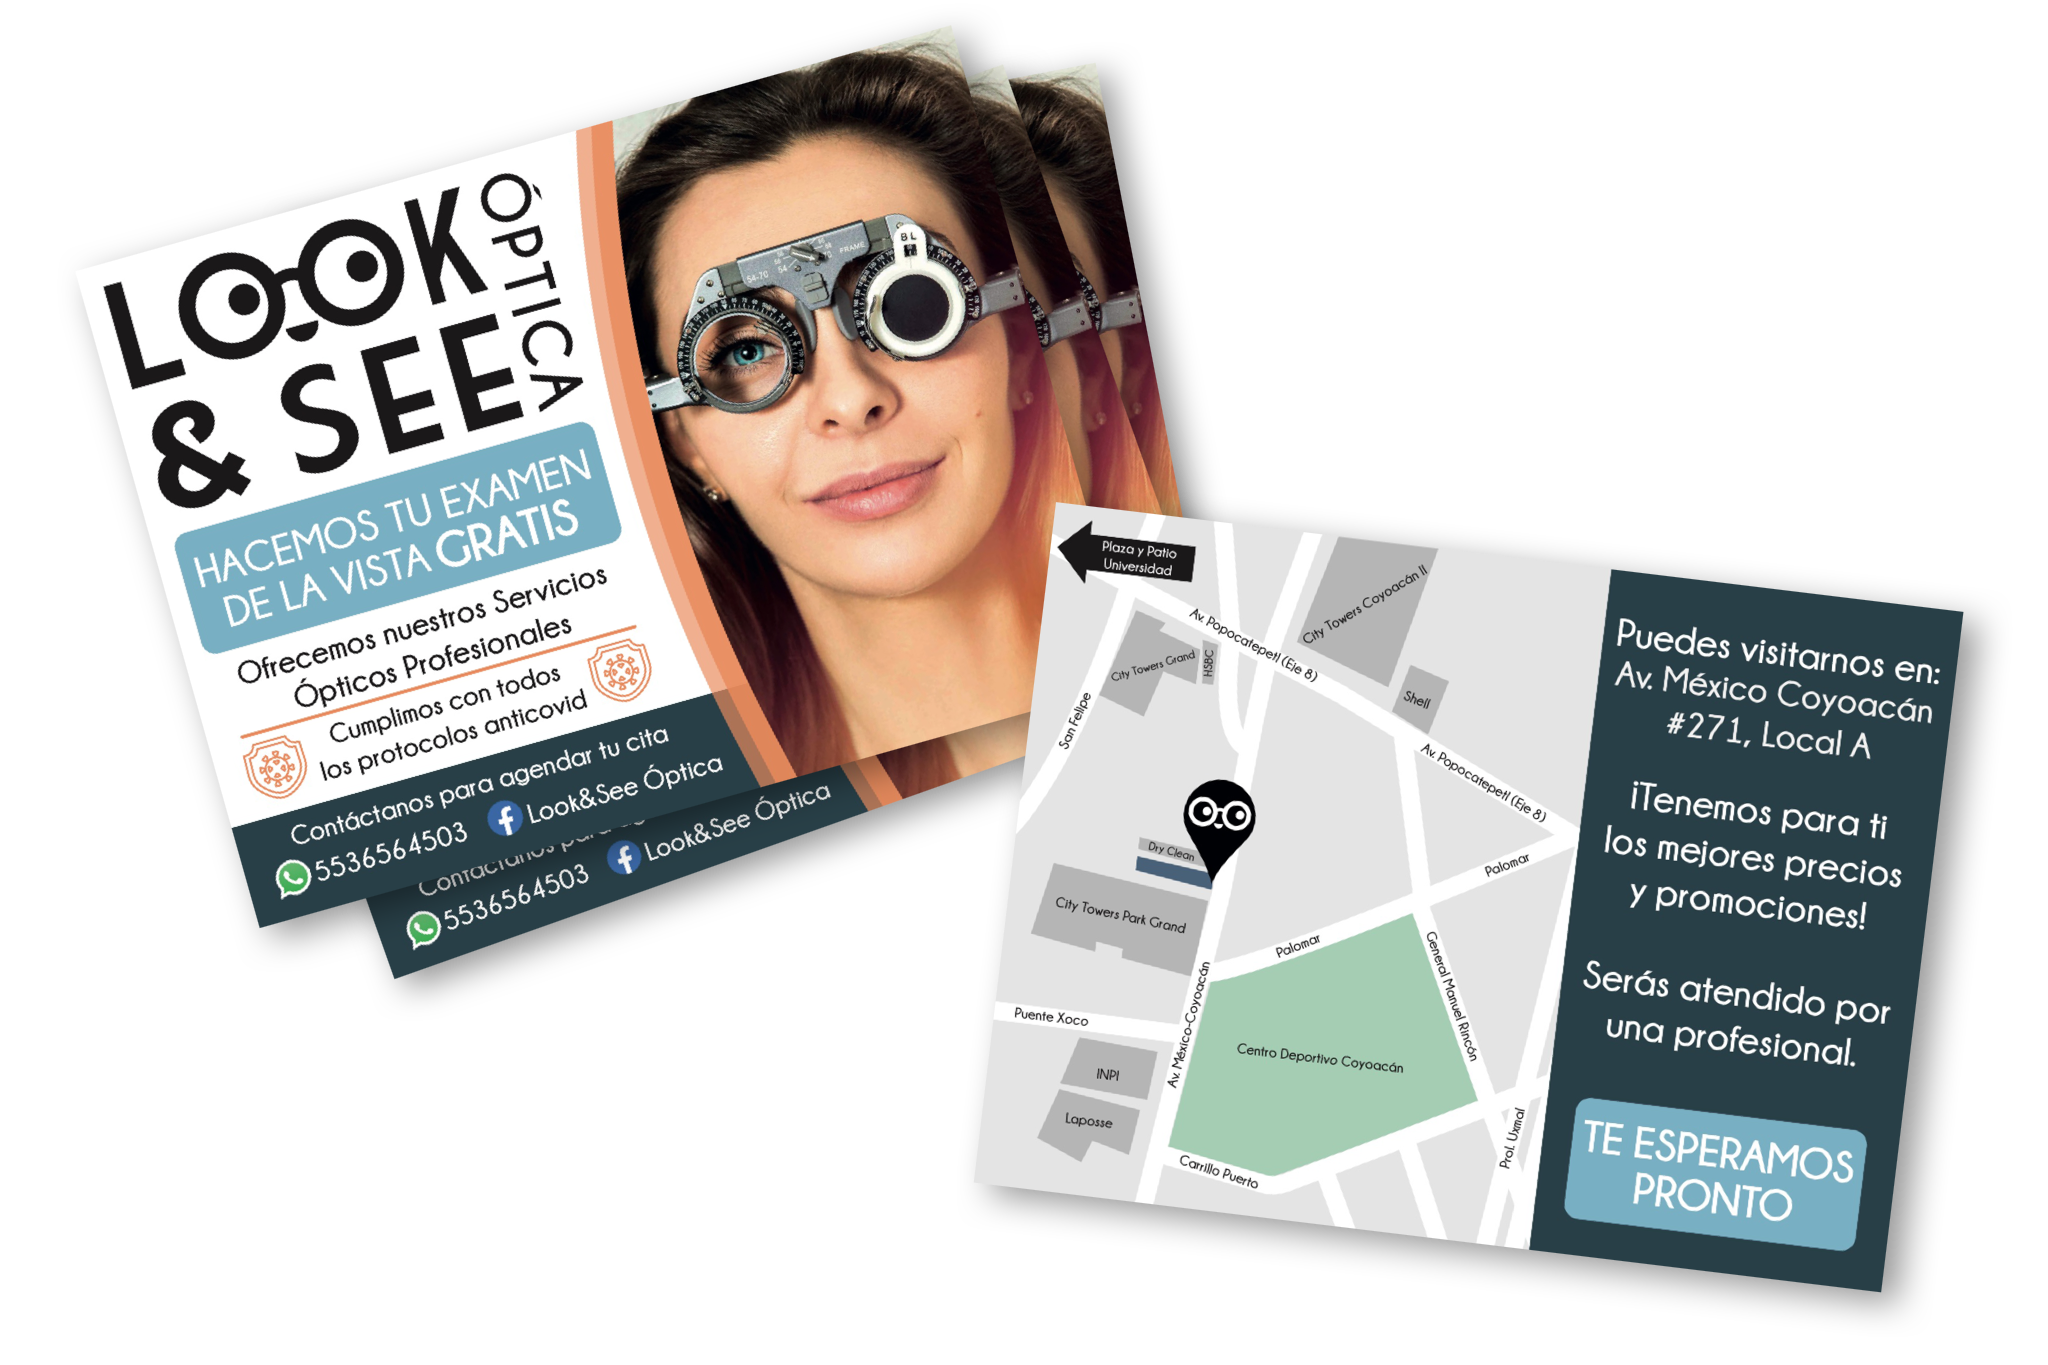 LOOK
& SEE
ÓPTICA
HACEMOS TU EXAMEN
DE LA VISTA GRATIS
Ofrecemos nuestros Servicios
Ópticos Profesionales
Cumplimos con todos
los protocolos anticovid
Contáctanos para agendar tu cita
5536564503 Look&See Óptica
54-70
54
FRAME
BL
5536564503 Look&See Óptica
Plaza y Patio
Universidad
City Towers Coyoacán II
Av. Popocatepetl (Eje 8)
City Towers Grand
HSBC
Shell
San Felipe
Av. Popocatepetl (Eje 8)
Dry Clean
Palomar
City Towers Park Grand
Palomar
General Manuel Rincón
Av. México-Coyoacán
Puente Xoco
Centro Deportivo Coyoacán
INPI
Laposse
Prol. Uxmal
Carrillo Puerto
Puedes visitarnos en:
Av. México Coyoacán
#271, Local A
¡Tenemos para ti
los mejores precios
y promociones!
Serás atendido por
una profesional.
TE ESPERAMOS
PRONTO